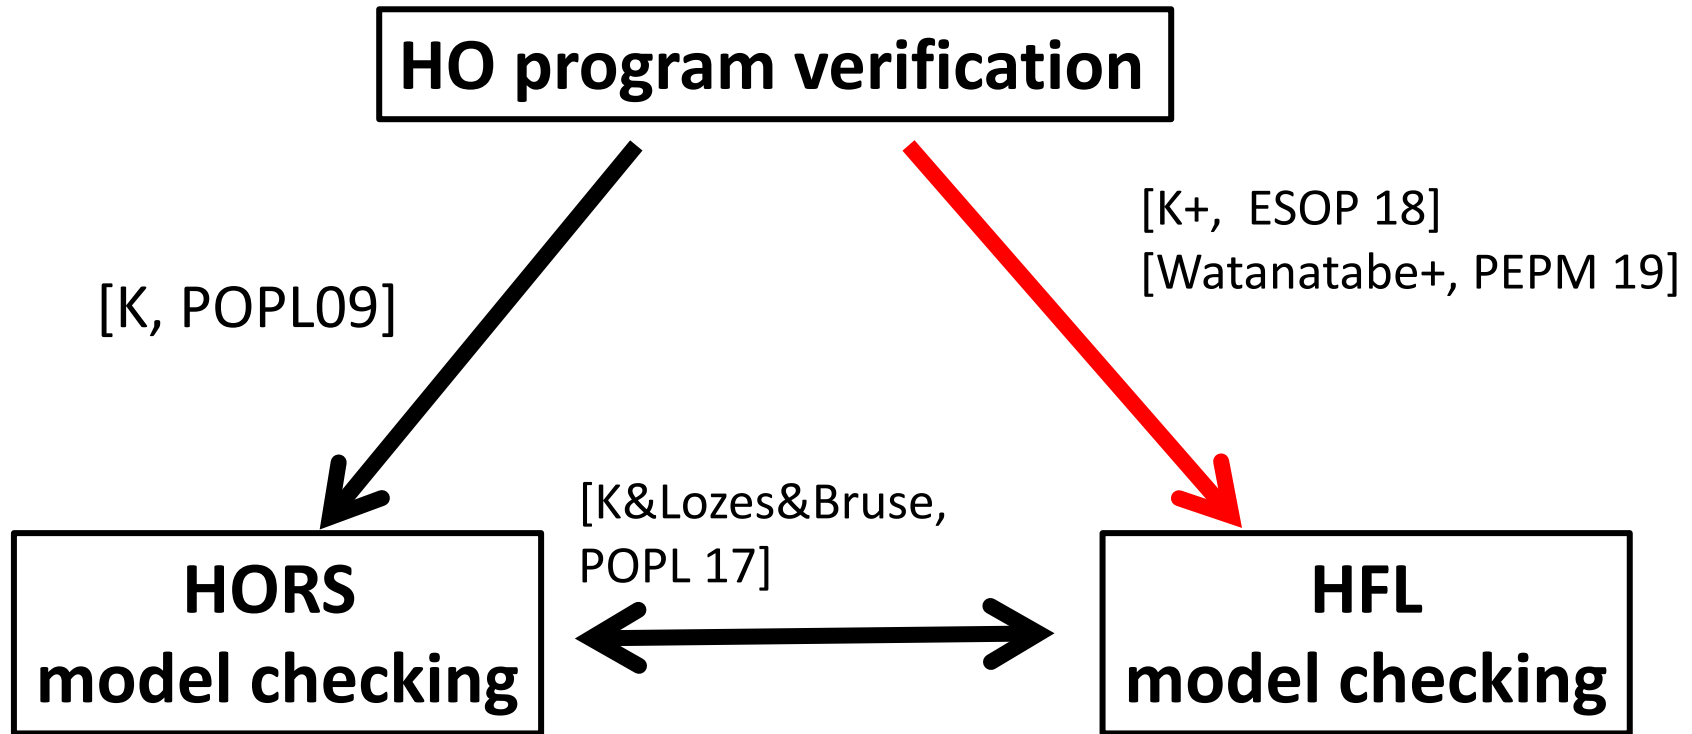 HO program verification
[K+, ESOP 18]
[Watanatabe+, PEPM 19]
[K, POPL09]
[K&Lozes&Bruse,
POPL 17]
HORS
model checking
HFL
model checking